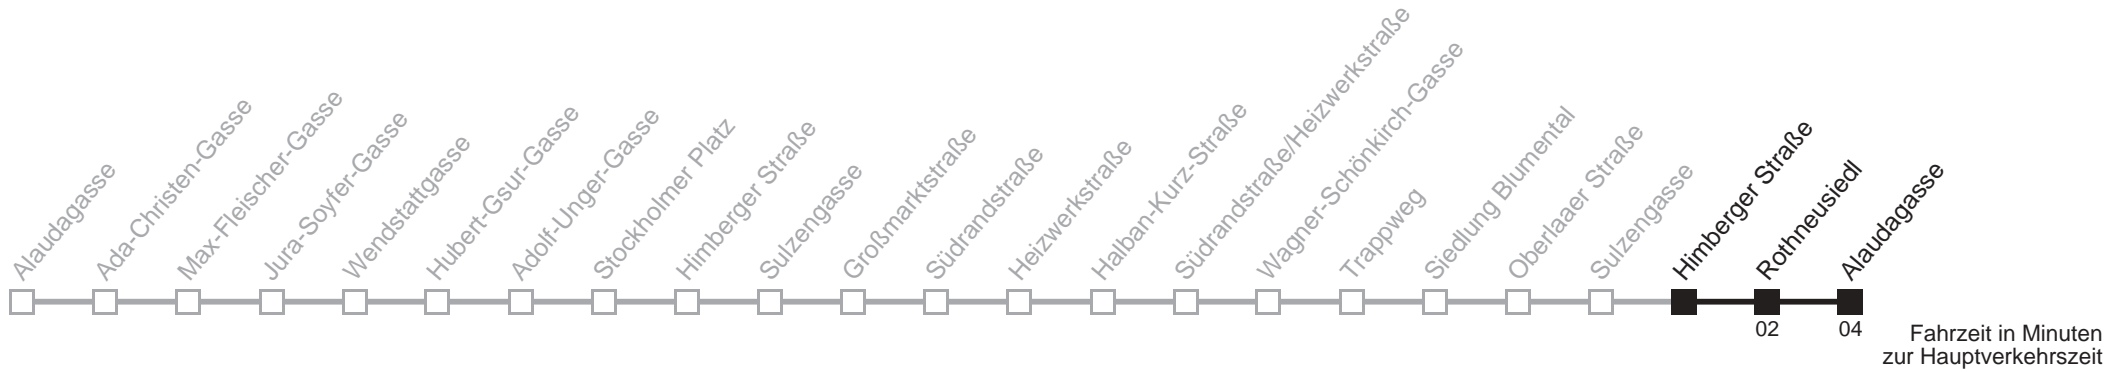 Alaudagasse
Ada-Christen-Gasse
Max-Fleischer-Gasse
Jura-Soyfer-Gasse
Wendstattgasse
Hubert-Gsur-Gasse
Adolf-Unger-Gasse
Stockholmer Platz
Himberger Straße
Sulzengasse
Großmarktstraße
Südrandstraße
Heizwerkstraße
Halban-Kurz-Straße
Südrandstraße/Heizwerkstraße
Wagner-Schönkirch-Gasse
Trappweg
Siedlung Blumental
Oberlaaer Straße
Sulzengasse
Himberger Straße
Rothneusiedl
Alaudagasse
02
04
Fahrzeit in Minuten
zur Hauptverkehrszeit